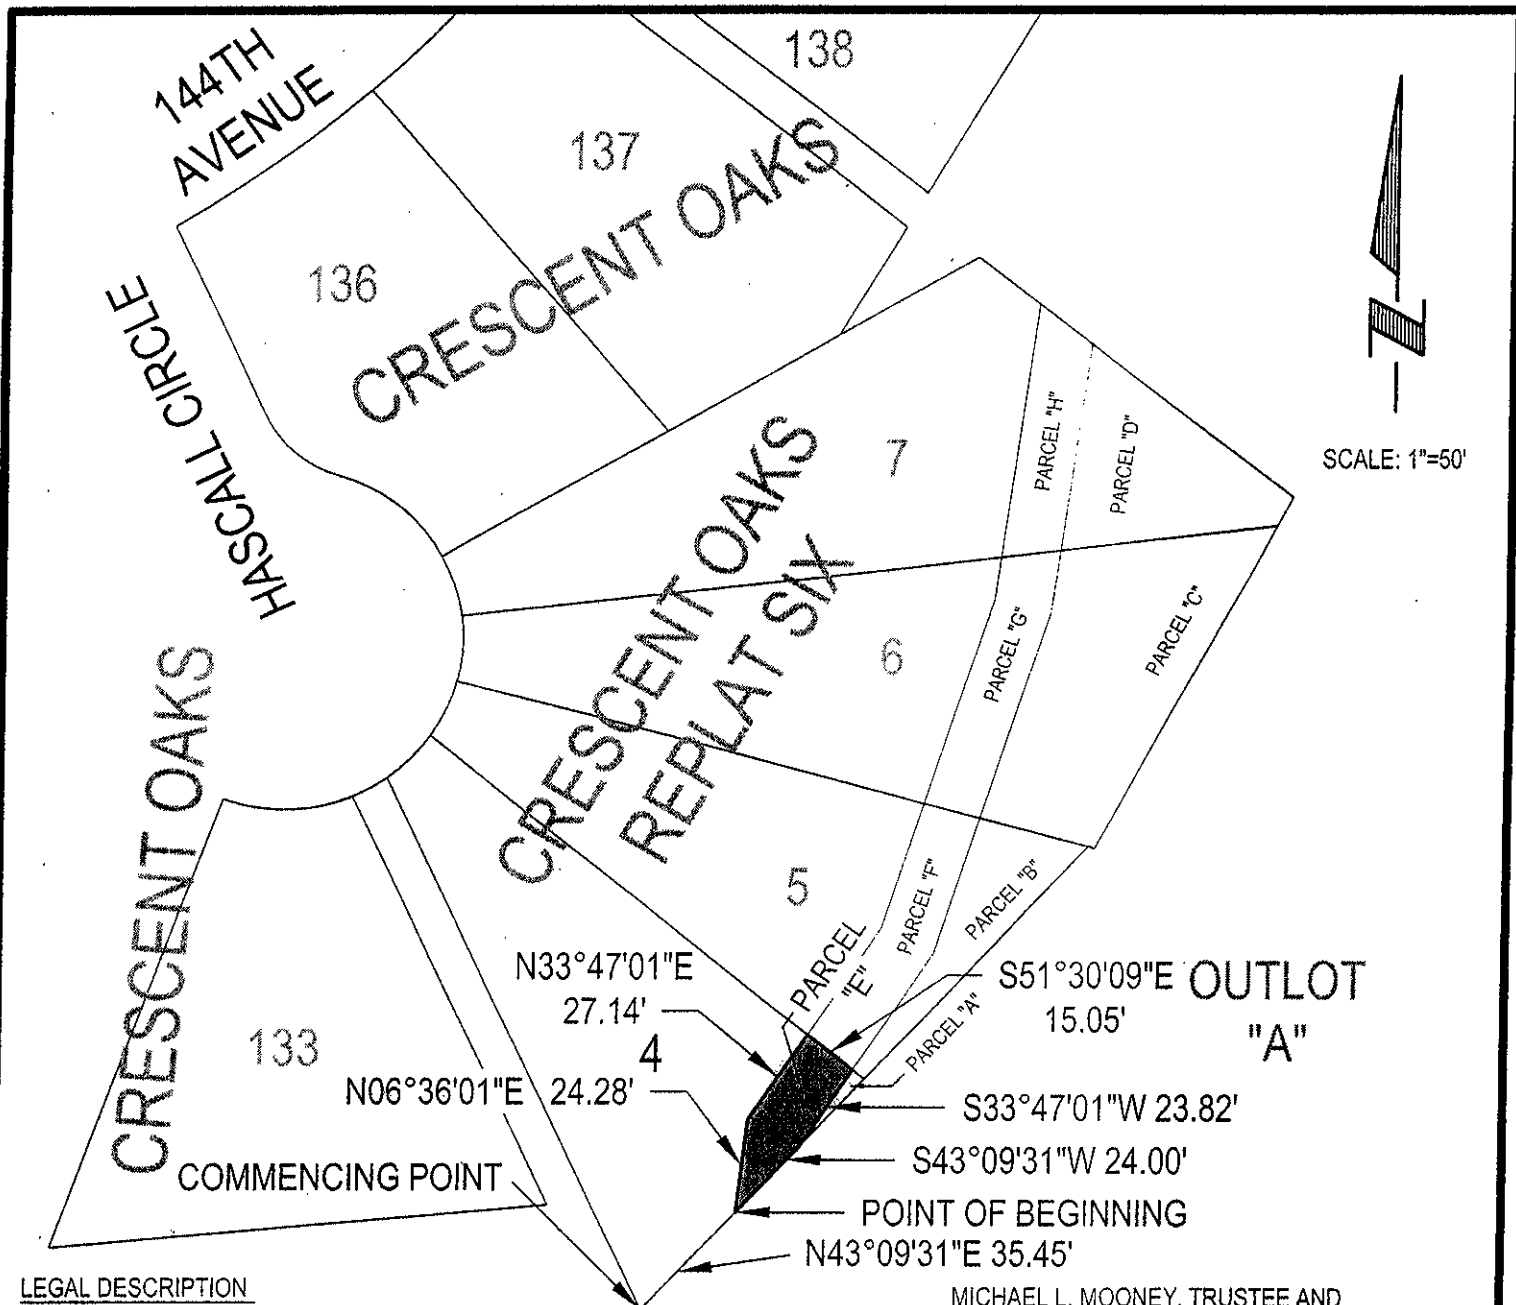 144TH
AVENUE
138
137
CRESCENT OAKS
136
HASCALL CIRCLE
SCALE: 1"=50'
7
PARCEL "H"
PARCEL "D"
CRESCENT OAKS
REPLAT SIX
6
PARCEL "G"
PARCEL "C"
CRESCENT OAKS
5
PARCEL "F"
PARCEL "B"
PARCEL
"E"
PARCEL "A"
N33°47'01"E
27.14'
S51°30'09"E
15.05'
OUTLOT
"A"
133
4
N06°36'01"E 24.28'
S33°47'01"W 23.82'
S43°09'31"W 24.00'
COMMENCING POINT
POINT OF BEGINNING
N43°09'31"E 35.45'
LEGAL DESCRIPTION
MICHAEL L. MOONEY, TRUSTEE AND